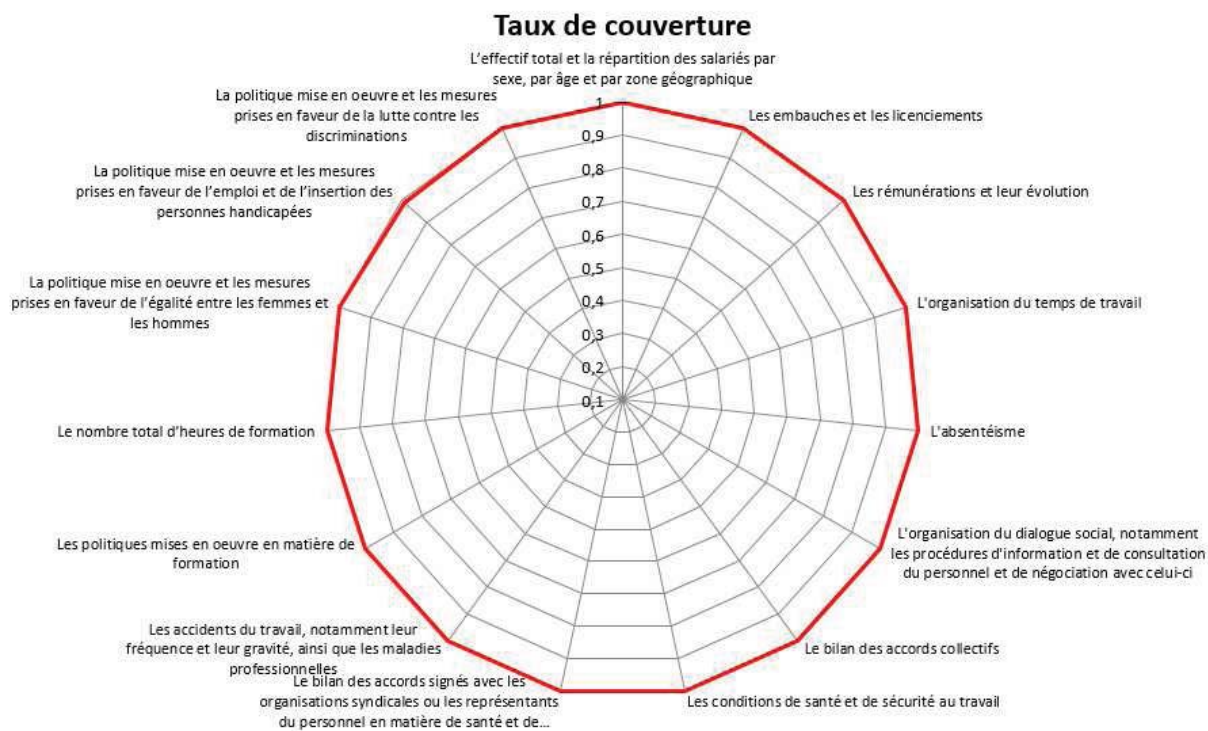 Taux de couverture
L'effectif total et la répartition des salariés par
sexe, par âge et par zone géographique
Les embauches et les licenciements
Les rémunérations et leur évolution
L'organisation du temps de travail
L'absentéisme
L'organisation du dialogue social, notamment
les procédures d'information et de consultation
du personnel et de négociation avec celui-ci
Le bilan des accords collectifs
Les conditions de santé et de sécurité au travail
Le bilan des accords signés avec les
organisations syndicales ou les représentants
du personnel en matière de santé et de...
Les accidents du travail, notamment leur
fréquence et leur gravité, ainsi que les maladies
professionnelles
Les politiques mises en oeuvre en matière de
formation
Le nombre total d'heures de formation
La politique mise en oeuvre et les mesures
prises en faveur de l'égalité entre les femmes et
les hommes
La politique mise en oeuvre et les mesures
prises en faveur de l'emploi et de l'insertion des
personnes handicapées
La politique mise en oeuvre et les mesures
prises en faveur de la lutte contre les
discriminations
1
0,9
0,8
0,7
0,6
0,5
0,4
0,3
0,2
0,1